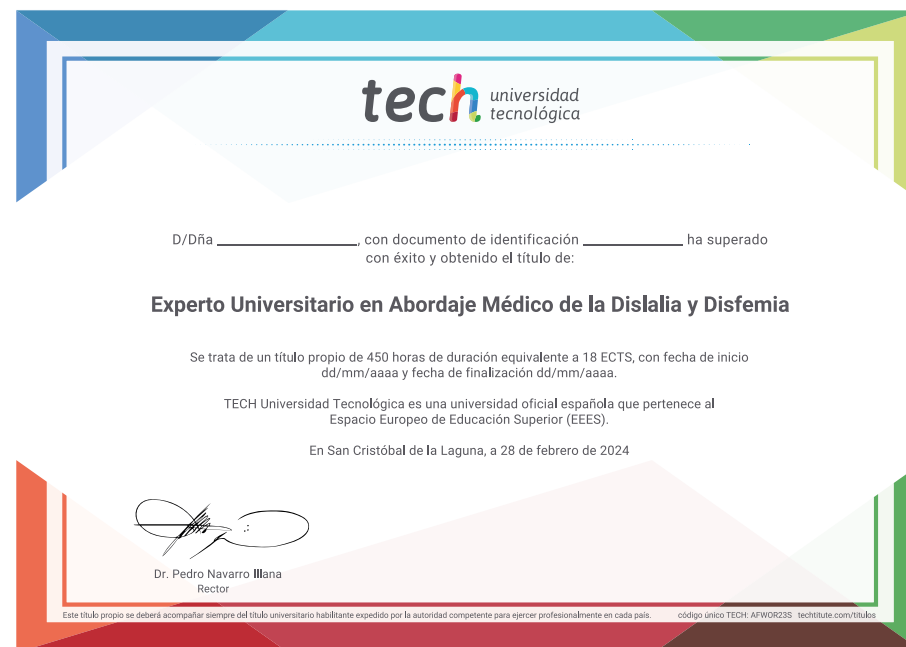 tech universidad
tecnológica
D/Dña ____________________, con documento de identificación ______________ ha superado
con éxito y obtenido el título de:
Experto Universitario en Abordaje Médico de la Dislalia y Disfemia
Se trata de un título propio de 450 horas de duración equivalente a 18 ECTS, con fecha de inicio
dd/mm/aaaa y fecha de finalización dd/mm/aaaa.
TECH Universidad Tecnológica es una universidad oficial española que pertenece al
Espacio Europeo de Educación Superior (EEES).
En San Cristóbal de la Laguna, a 28 de febrero de 2024
Dr. Pedro Navarro Illana
Rector
Este título propio se deberá acompañar siempre del título universitario habilitante expedido por la autoridad competente para ejercer profesionalmente en cada país. código único TECH: AFWOR23S techtitute.com/titulos